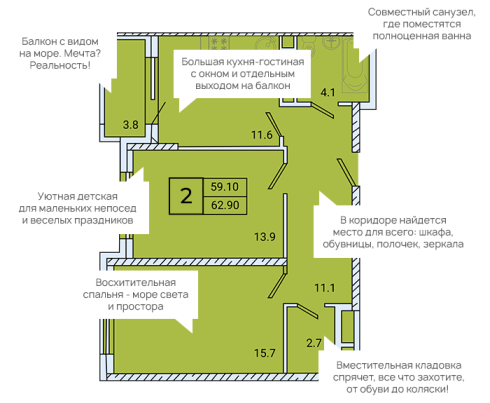 Совместный санузел,
где поместятся
полноценная ванна
Балкон с видом
на море. Мечта?
Реальность!
Большая кухня-гостиная
с окном и отдельным
выходом на балкон
4.1
3.8
11.6
2
59.10
62.90
Уютная детская
для маленьких непосед
и веселых праздников
13.9
В коридоре найдется
место для всего: шкафа,
обувницы, полочек, зеркала
Восхитительная
спальня - море света
и простора
11.1
15.7
2.7
Вместительная кладовка
спрячет, все что захотите,
от обуви до коляски!